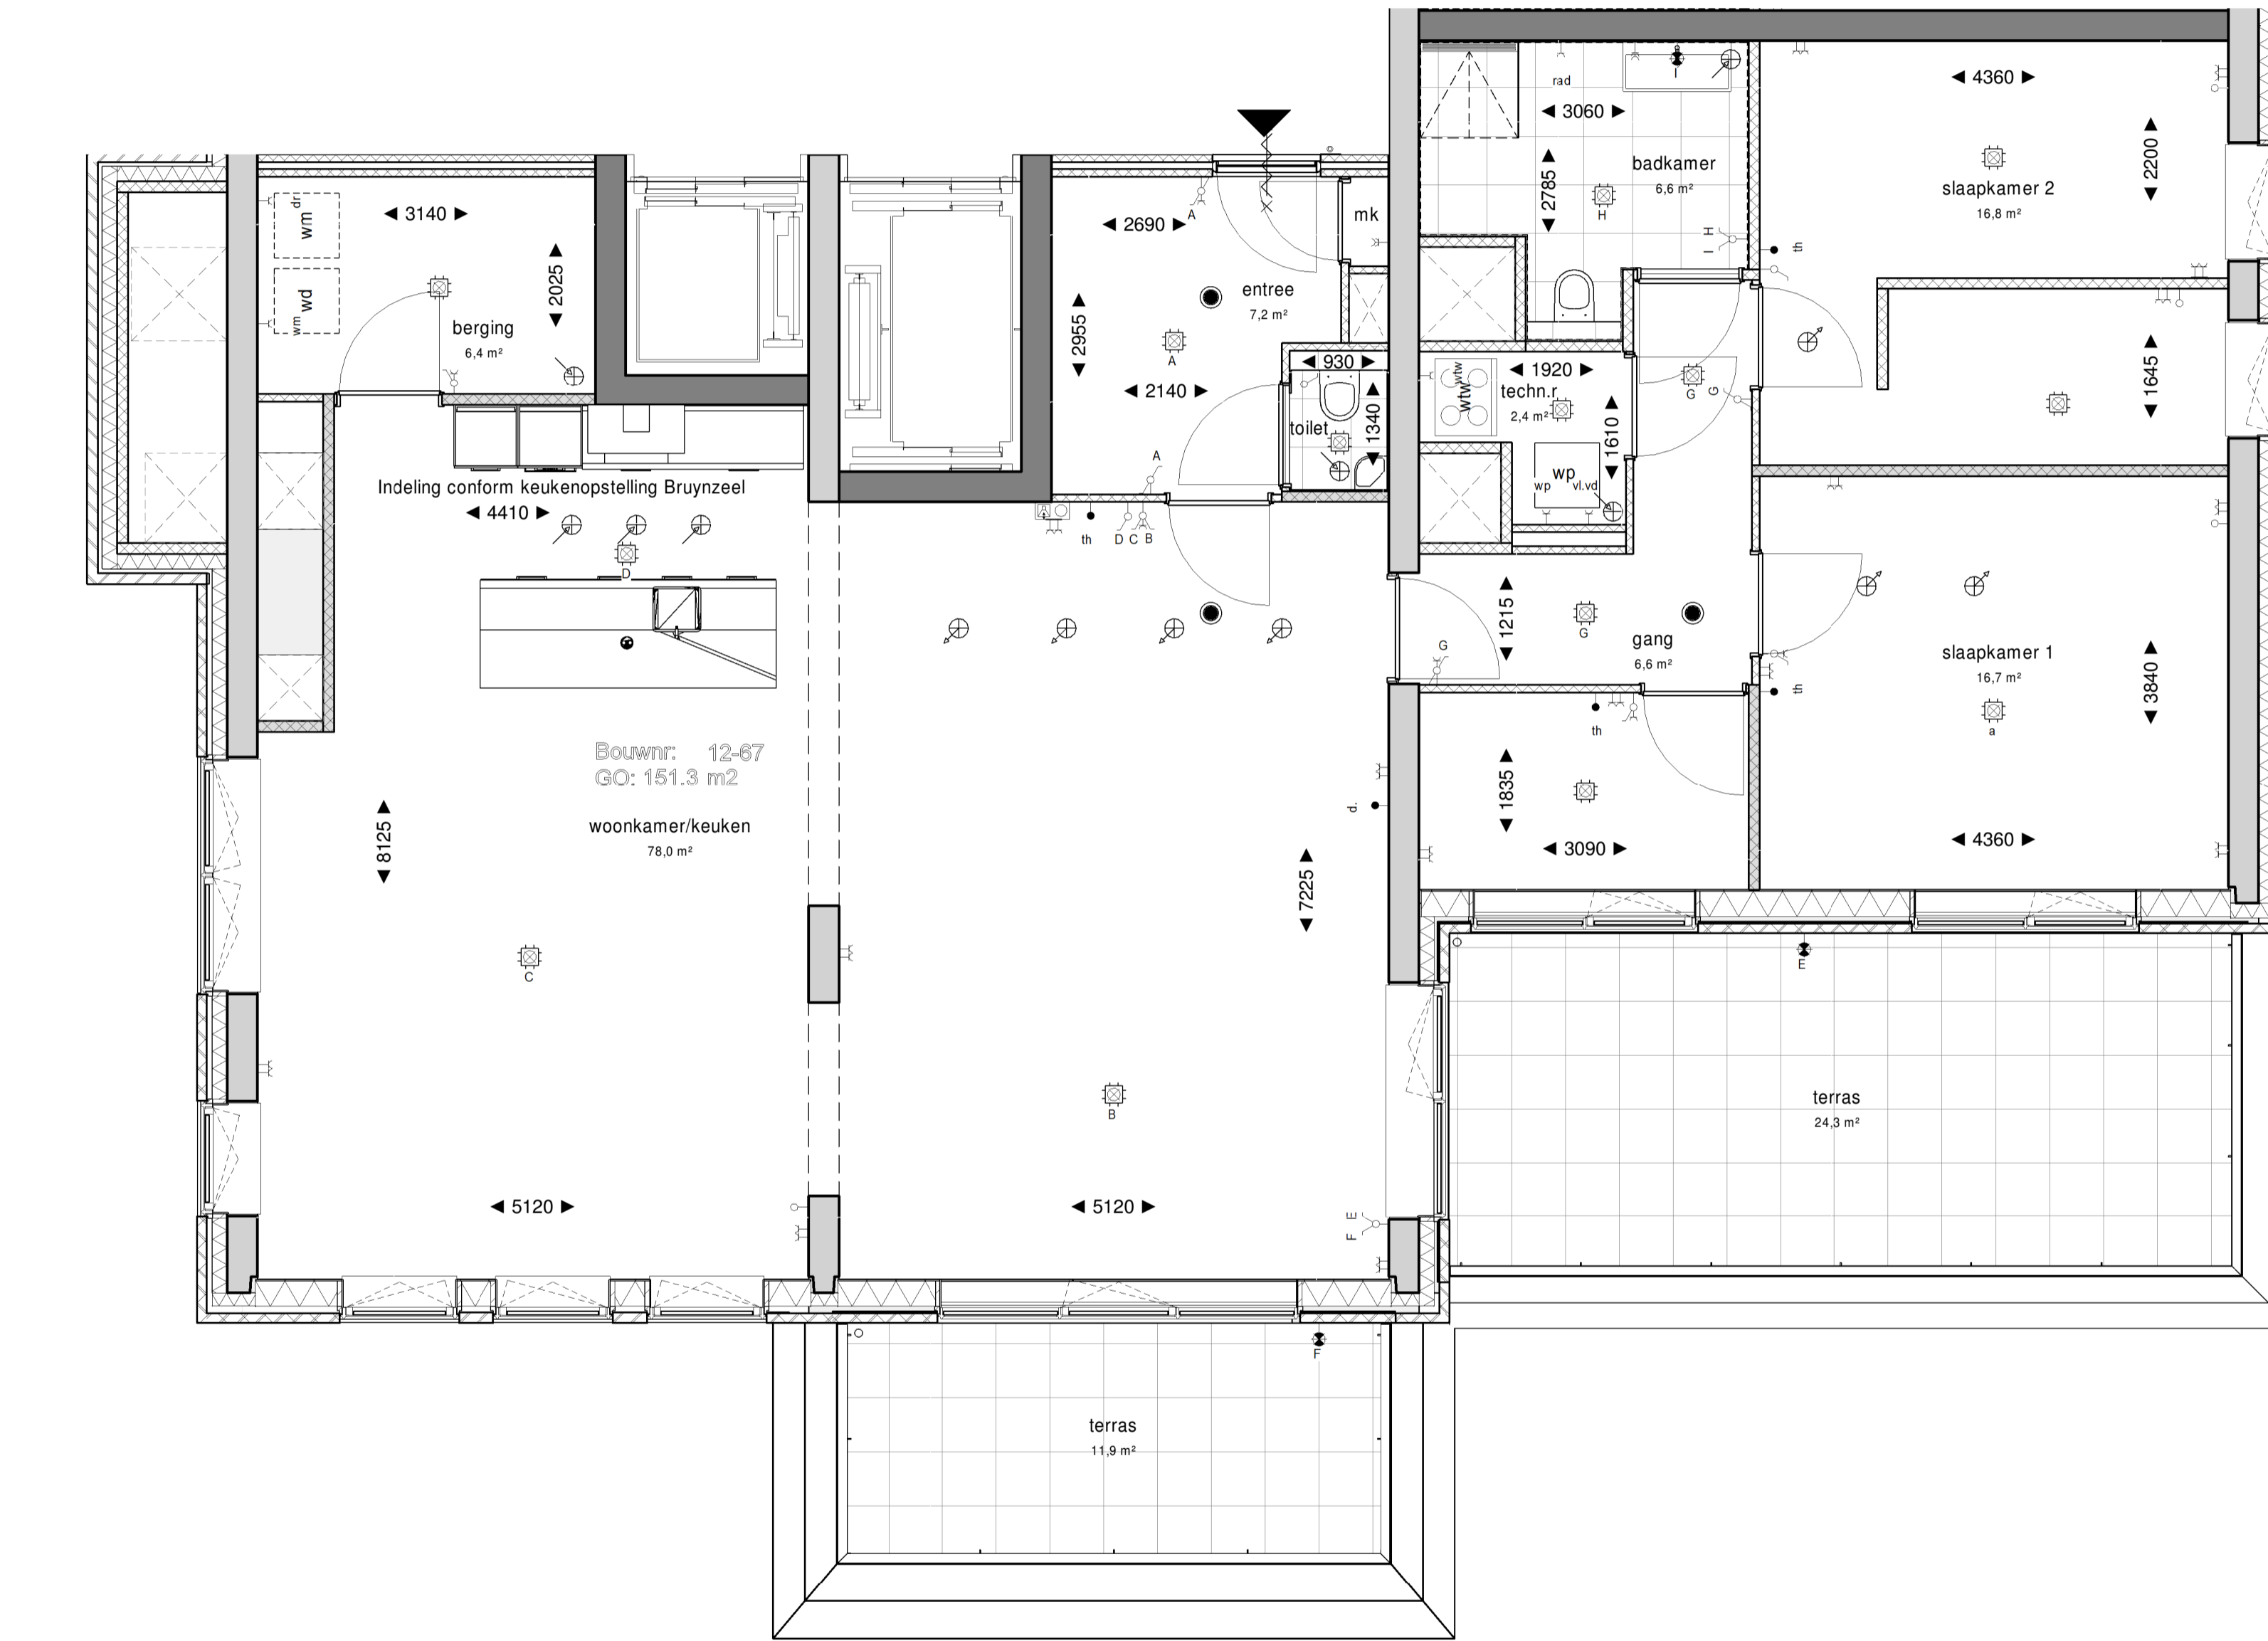 4360
rad
3060
badkamer
6,6 m²
2785
2200
slaapkamer 2
16,8 m²
H
I
I H
th
wm
dr
wd
wm
3140
2025
berging
6,4 m²
A
2690
mk
entree
7,2 m²
2955
A
2140
930
toilet
1340
A
wtw
wtw
1920
techn.r
2,4 m²
1610
wp
wp
vl.vd
G
G
1645
Indeling conform keukenopstelling Bruynzeel
4410
D
th
D C B
1215
G
G
gang
6,6 m²
slaapkamer 1
16,7 m²
3840
th
a
th
Bouwnr: 12-67
GO: 151.3 m2
d.
1835
3090
4360
8125
woonkamer/keuken
78,0 m²
7225
C
E
B
terras
24,3 m²
5120
5120
F E
F
terras
11,9 m²